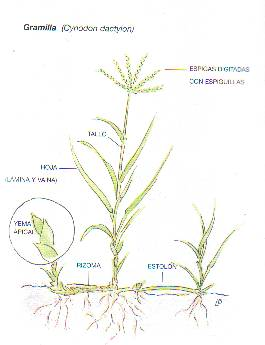 Gramilla (Cynodon dactylon)
ESPIGAS DIGITADAS
CON ESPIGUILLAS
TALLO
HOJA
(LAMINA Y VAINA)
YEMA
APICAL
RIZOMA
ESTOLON